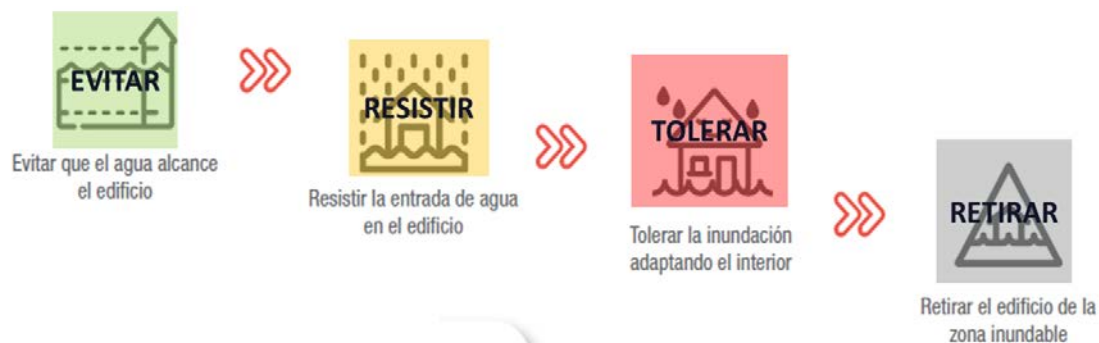 EVITAR
Evitar que el agua alcance
el edificio
RESISTIR
Resistir la entrada de agua
en el edificio
TOLERAR
Tolerar la inundación
adaptando el interior
RETIRAR
Retirar el edificio de la
zona inundable